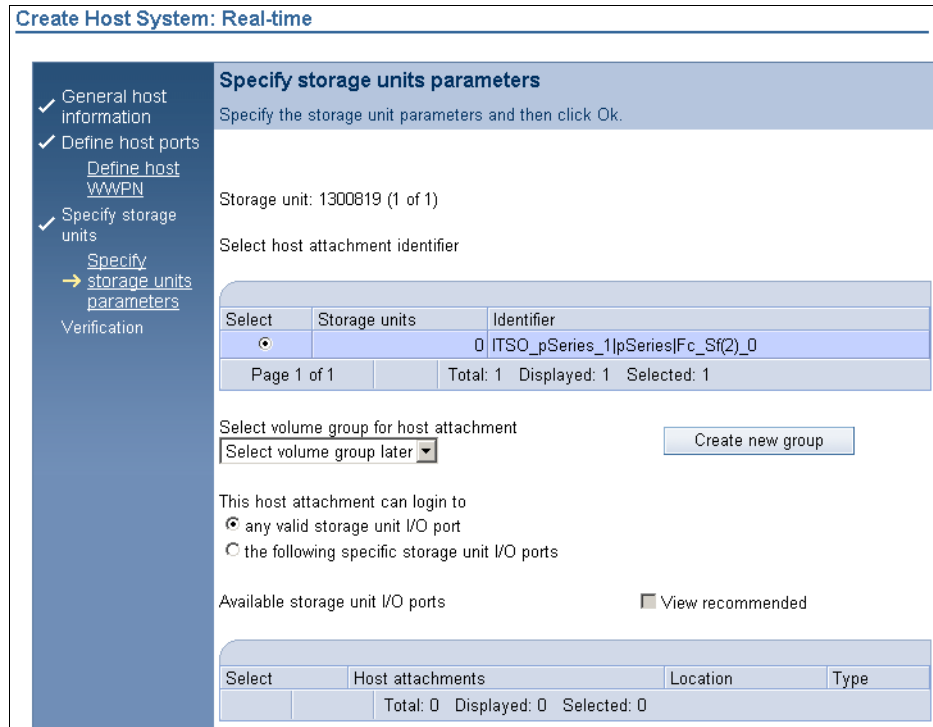 Create Host System: Real-time
General host
information
Define host ports
Define host
WWPN
Specify storage
units
Specify
storage units
parameters
Verification
Specify storage units parameters
Specify the storage unit parameters and then click Ok.
Storage unit: 1300819 (1 of 1)
Select host attachment identifier
Select Storage units Identifier
0 ITSO_pSeries_1|pSeries|Fc_Sf(2)_0
Page 1 of 1 Total: 1 Displayed: 1 Selected: 1
Select volume group for host attachment
Select volume group later Create new group
This host attachment can login to
any valid storage unit I/O port
the following specific storage unit I/O ports
Available storage unit I/O ports View recommended
Select Host attachments Location Type
Total: 0 Displayed: 0 Selected: 0